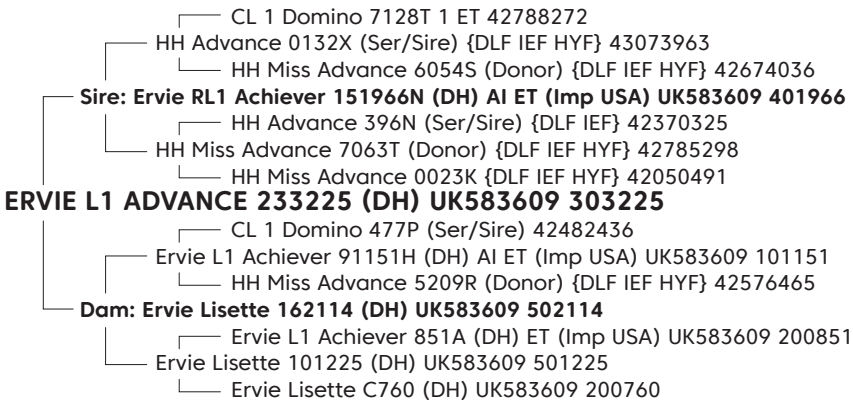 CL 1 Domino 7128T 1 ET 42788272
HH Advance 0132X (Ser/Sire) {DLF IEF HYF} 43073963
HH Miss Advance 6054S (Donor) {DLF IEF HYF} 42674036
Sire: Ervie RL1 Achiever 151966N (DH) AI ET (Imp USA) UK583609 401966
HH Advance 396N (Ser/Sire) {DLF IEF} 42370325
HH Miss Advance 7063T (Donor) {DLF IEF HYF} 42785298
HH Miss Advance 0023K {DLF IEF HYF} 42050491
ERVIE L1 ADVANCE 233225 (DH) UK583609 303225
CL 1 Domino 477P (Ser/Sire) 42482436
Ervie L1 Achiever 91151H (DH) AI ET (Imp USA) UK583609 101151
HH Miss Advance 5209R (Donor) {DLF IEF HYF} 42576465
Dam: Ervie Lisette 162114 (DH) UK583609 502114
Ervie L1 Achiever 851A (DH) ET (Imp USA) UK583609 200851
Ervie Lisette 101225 (DH) UK583609 501225
Ervie Lisette C760 (DH) UK583609 200760